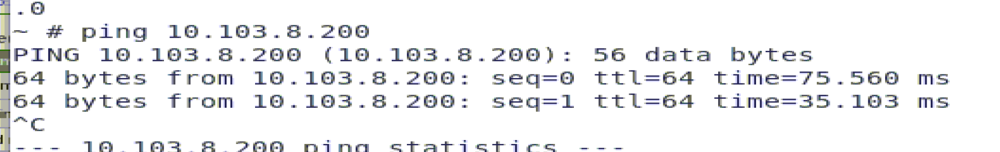 .0
~ # ping 10.103.8.200
PING 10.103.8.200 (10.103.8.200): 56 data bytes
64 bytes from 10.103.8.200: seq=0 ttl=64 time=75.560 ms
64 bytes from 10.103.8.200: seq=1 ttl=64 time=35.103 ms
^C
--- 10.103.8.200 ping statistics ---